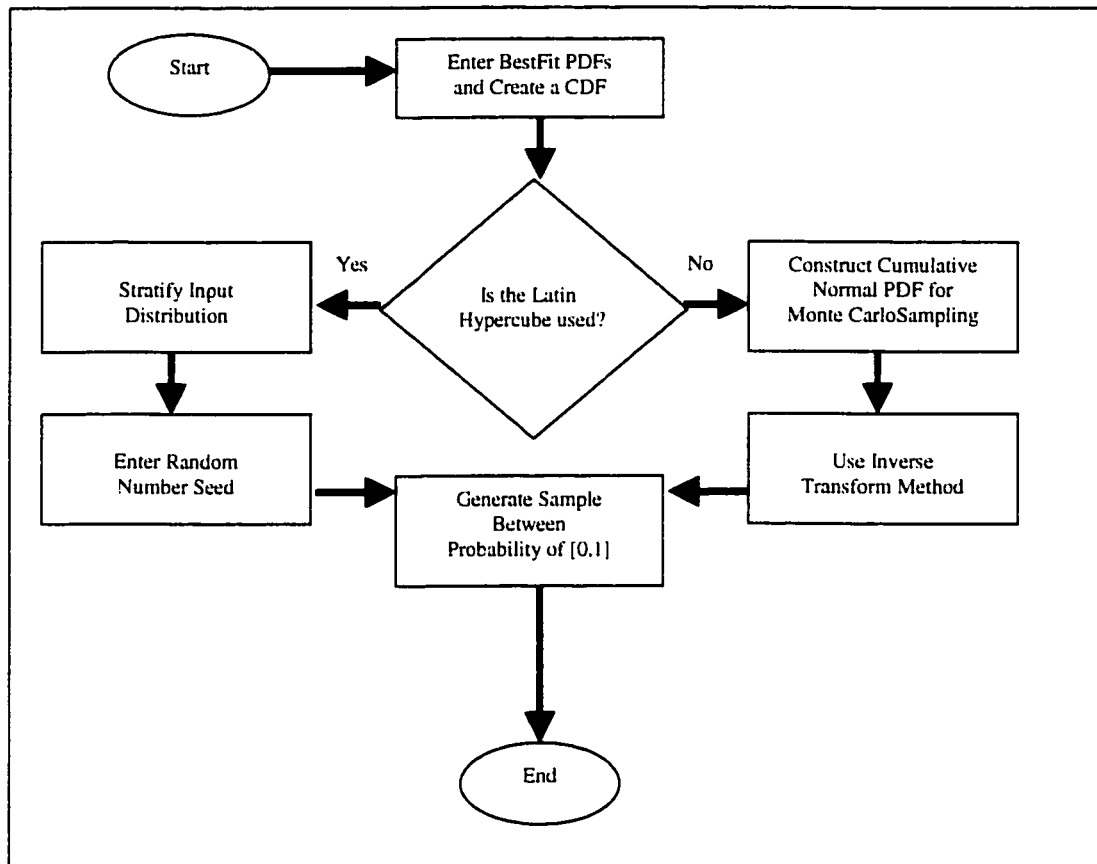 Start
Enter BestFit PDFs
and Create a CDF
Yes
No
Is the Latin
Hypercube used?
Stratify Input
Distribution
Construct Cumulative
Normal PDF for
Monte CarloSampling
Enter Random
Number Seed
Use Inverse
Transform Method
Generate Sample
Between
Probability of [0,1]
End